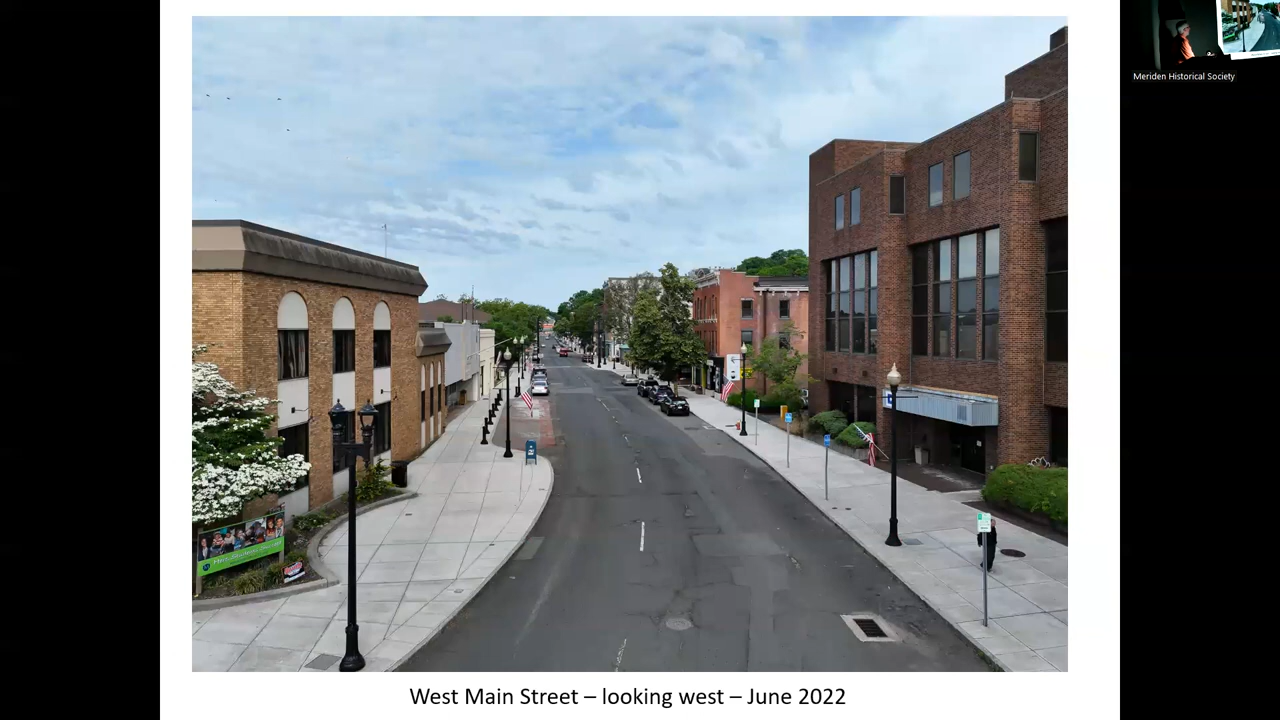 Meriden Historical Society
West Main Street – looking west – June 2022